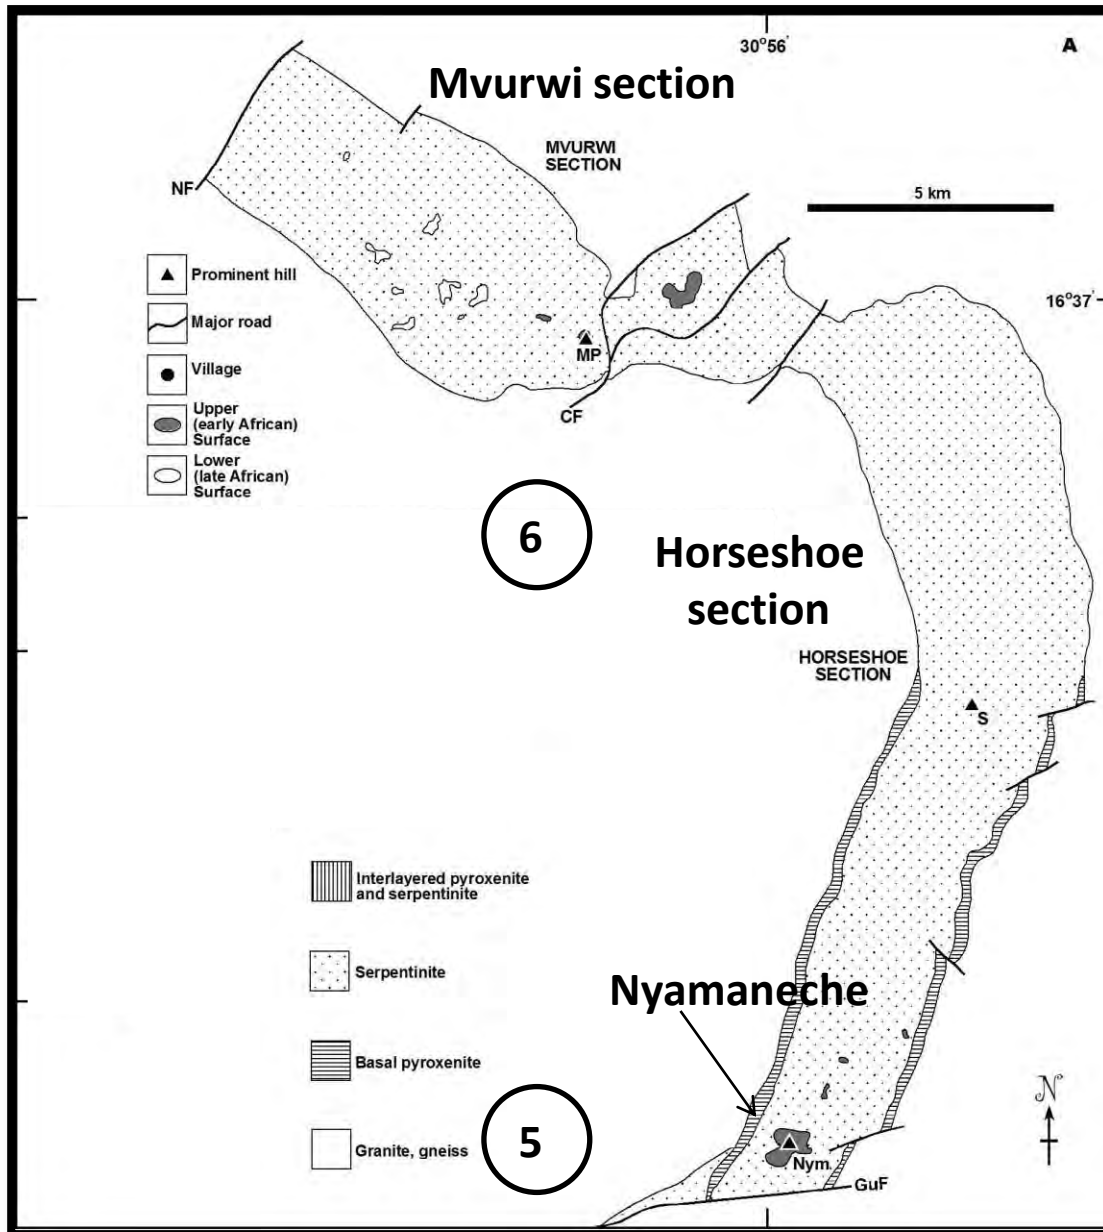 30°56'
A
Mvurwi section
MVURWI
SECTION
NF
5 km
Prominent hill
16°37'
Major road
MP
Village
CF
Upper
(early African)
Surface
Lower
(late African)
Surface
6
Horseshoe
section
HORSESHOE
SECTION
S
Interlayered pyroxenite
and serpentinite
Serpentinite
Nyamaneche
Basal pyroxenite
N
5
Granite, gneiss
Nym.
GuF